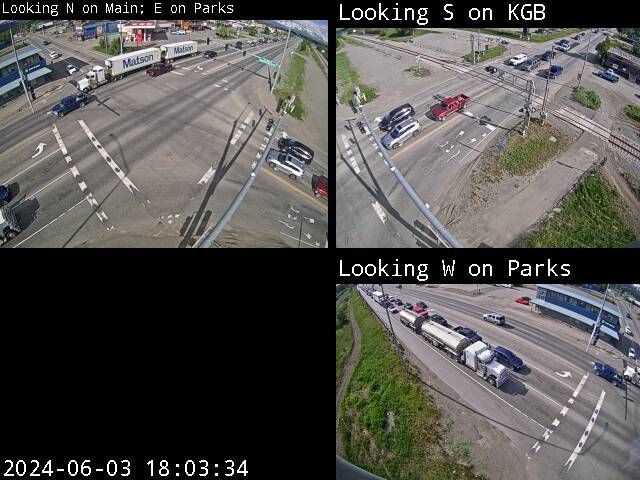 Looking N on Main; E on Parks
Looking S on KGB
Matson
Matson
Looking W on Parks
2024-06-03 18:03:34